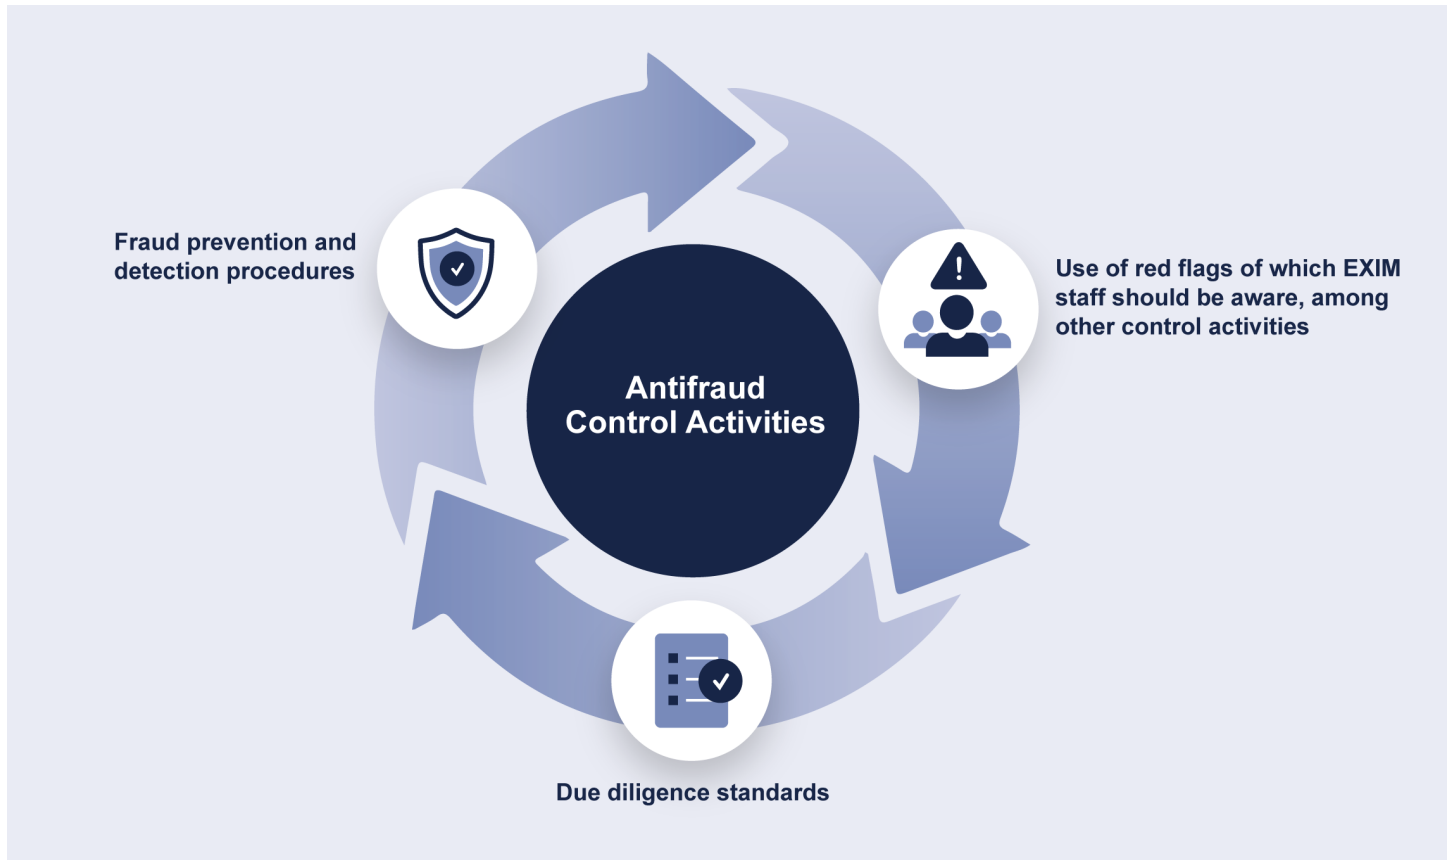 Fraud prevention and
detection procedures
Use of red flags of which EXIM
staff should be aware, among
other control activities
Antifraud
Control Activities
Due diligence standards